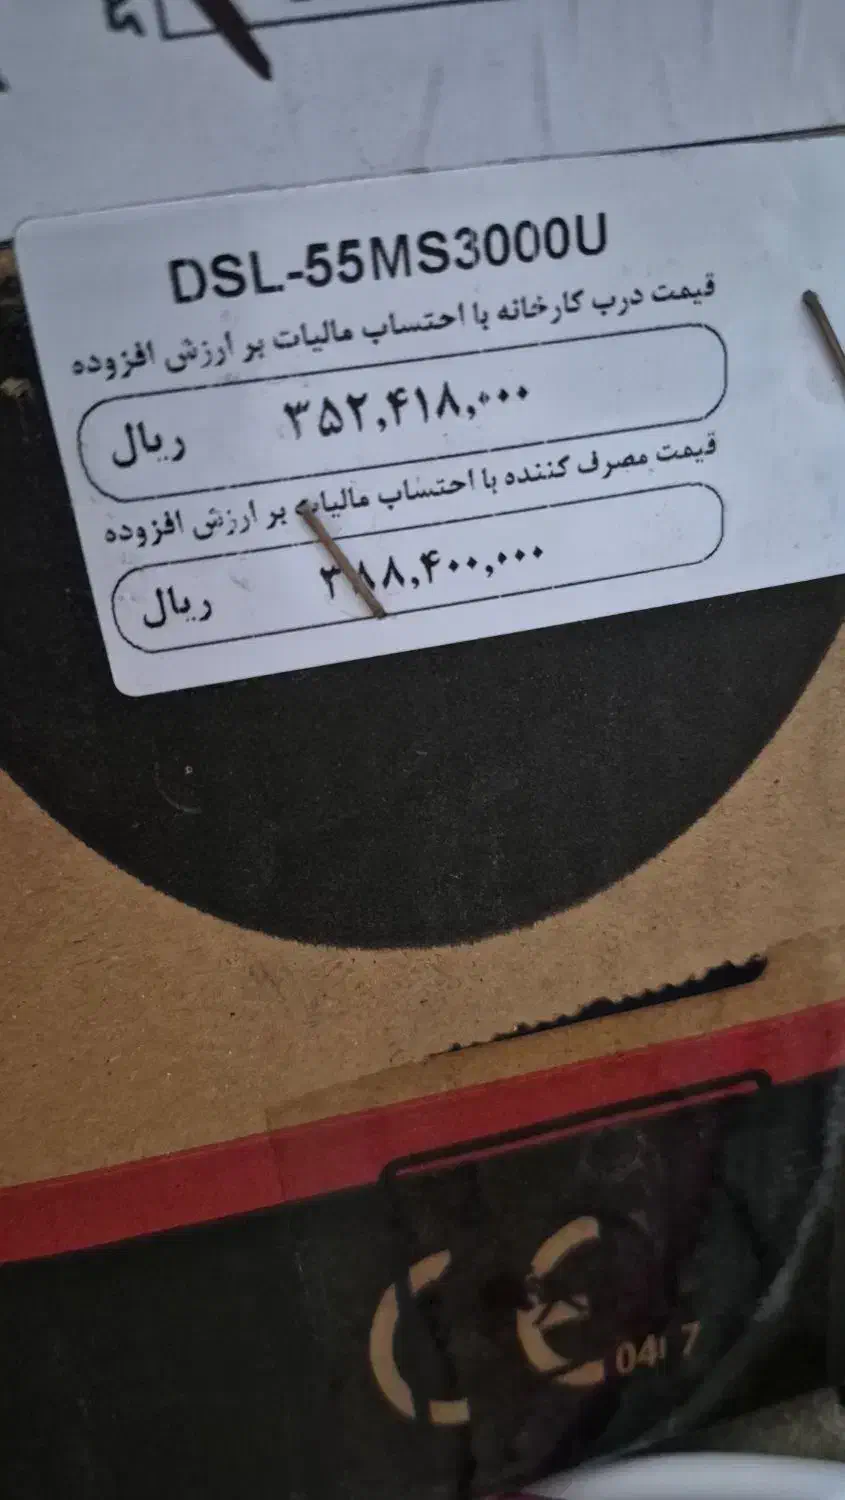 DSL-55MS3000U
قیمت درب کارخانه با احتساب مالیات بر ارزش افزوده
۳۵۲,۴۱۸,۰۰۰ ریال
قیمت مصرف کننده با احتساب مالیات بر ارزش افزوده
۳۸۸,۴۰۰,۰۰۰ ریال
CE